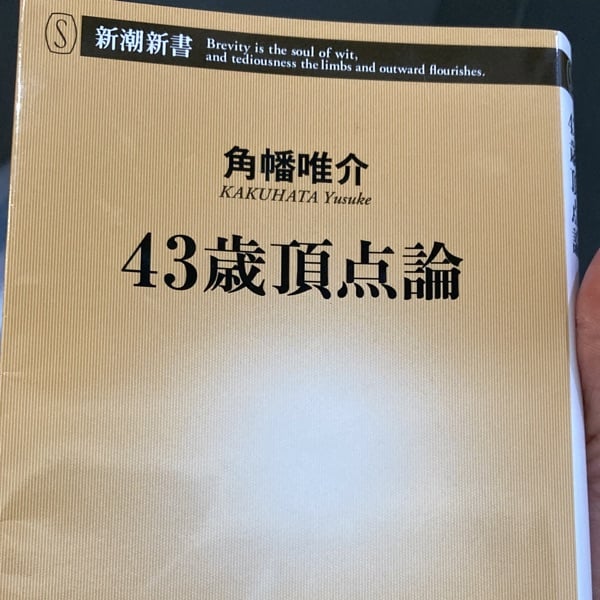 S
新潮新書
Brevity is the soul of wit,
and tediousness the limbs and outward flourishes.
角幡唯介
KAKUHATA Yusuke
43歳頂点論